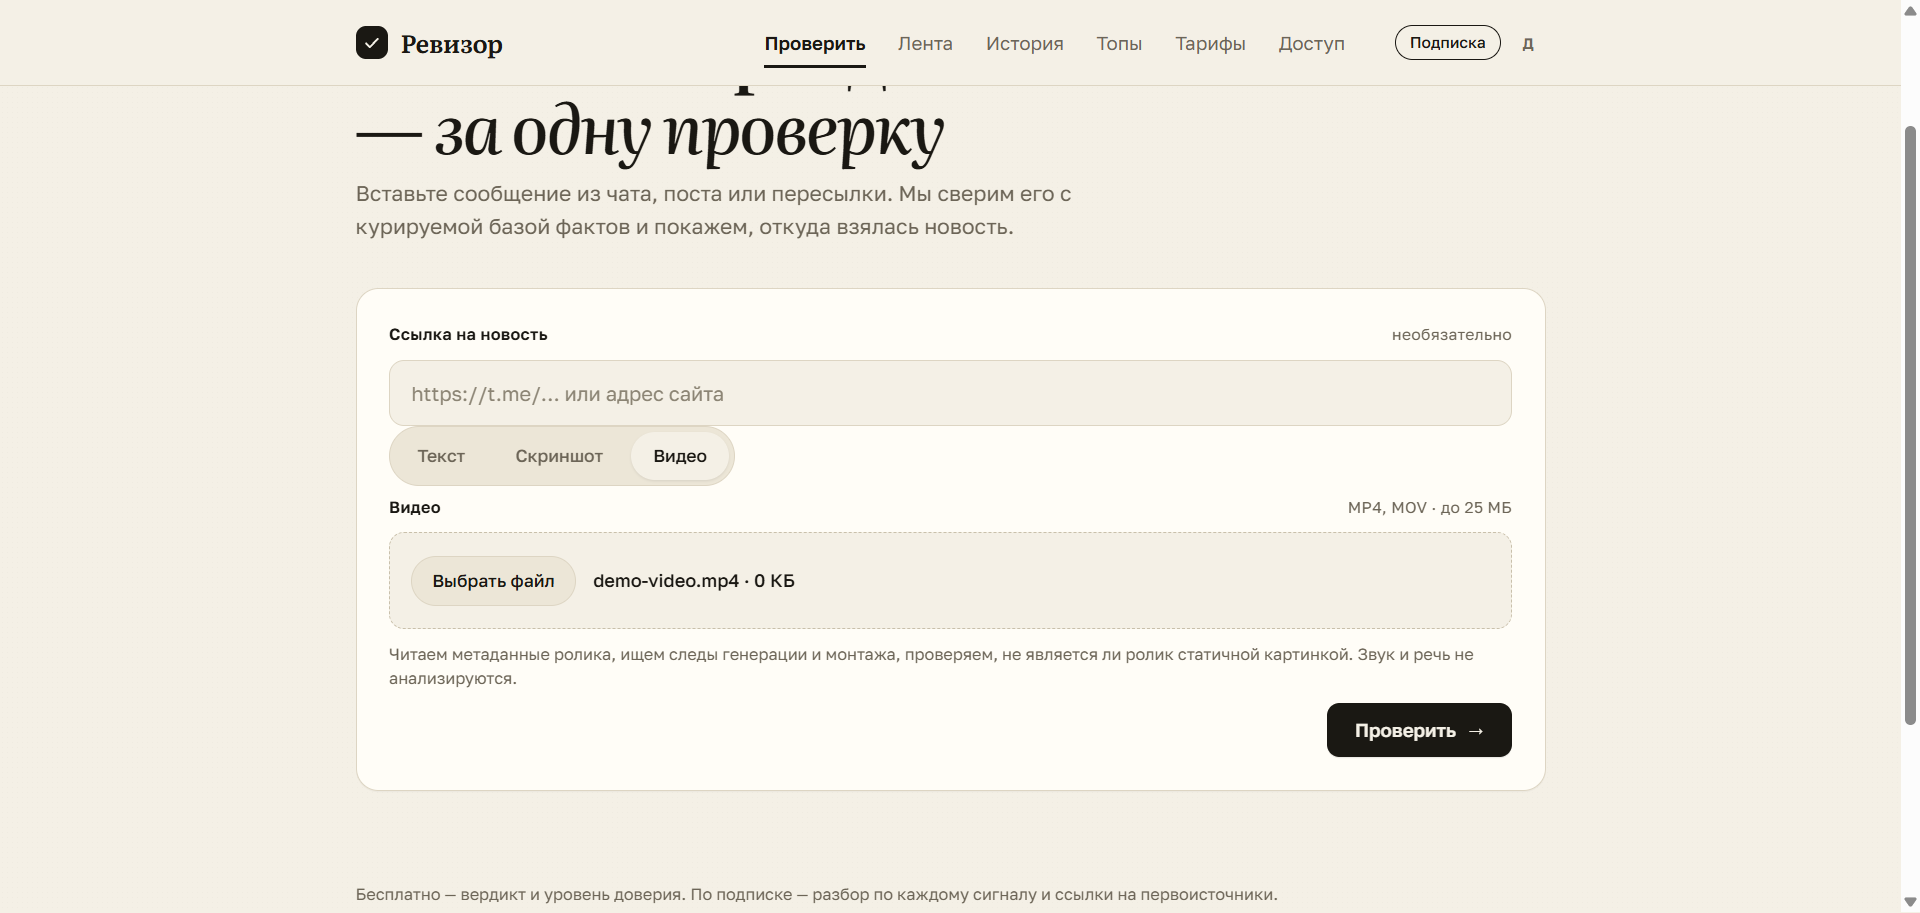 Ревизор
Проверить
Лента
История
Топы
Тарифы
Доступ
Подписка
Д
— за одну проверку
Вставьте сообщение из чата, поста или пересылки. Мы сверим его с
курируемой базой фактов и покажем, откуда взялась новость.
Ссылка на новость
необязательно
https://t.me/... или адрес сайта
Текст
Скриншот
Видео
Видео
MP4, MOV · до 25 МБ
Выбрать файл
demo-video.mp4 · 0 КБ
Читаем метаданные ролика, ищем следы генерации и монтажа, проверяем, не является ли ролик статичной картинкой. Звук и речь не
анализируются.
Проверить →
Бесплатно — вердикт и уровень доверия. По подписке — разбор по каждому сигналу и ссылки на первоисточники.